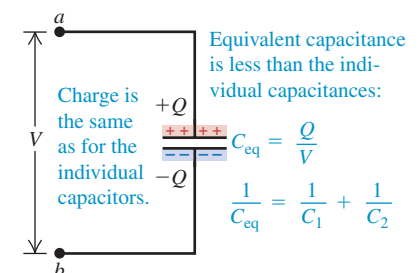 a
Equivalent capacitance
is less than the indi-
vidual capacitances:
Charge is
the same
as for the
individual
capacitors.
V
+Q
++ ++
– – – –
–Q
C_eq = Q/V
1/C_eq = 1/C_1 + 1/C_2
b